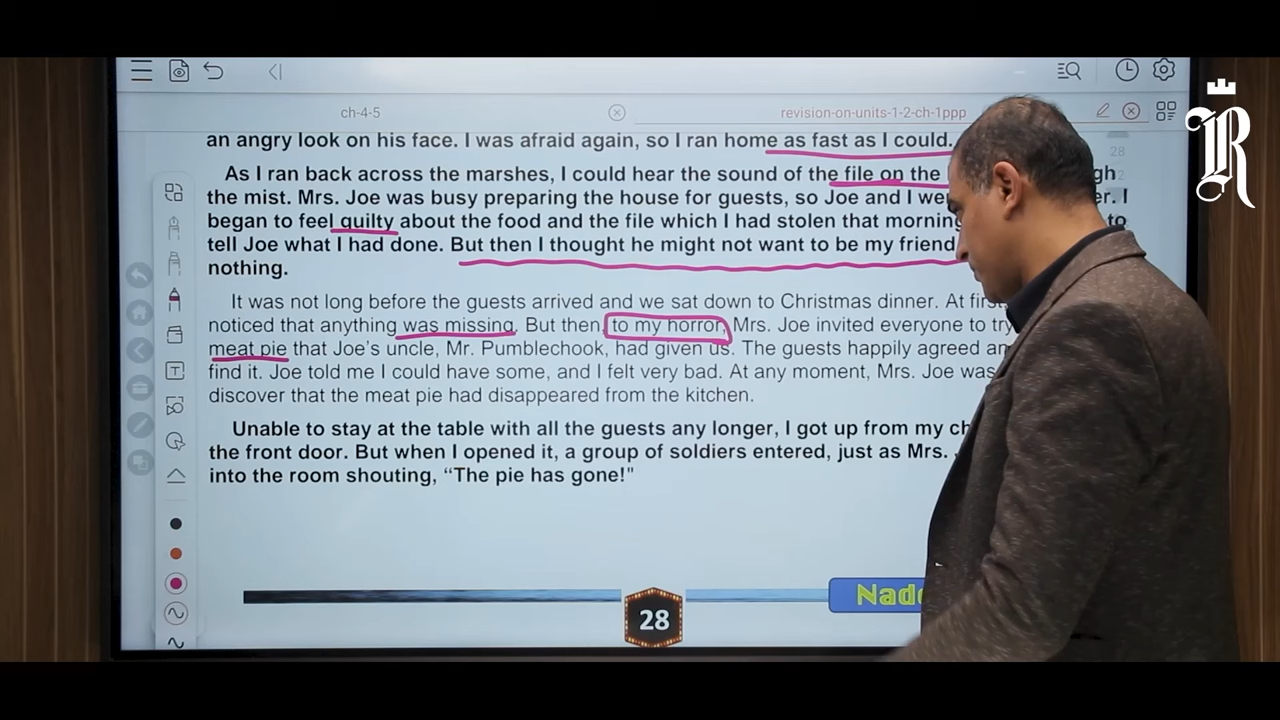 ch-4-5
revision-on-units-1-2-ch-1ppp
28
an angry look on his face. I was afraid again, so I ran home as fast as I could.
As I ran back across the marshes, I could hear the sound of the file on the gh
the mist. Mrs. Joe was busy preparing the house for guests, so Joe and I we er. I
began to feel guilty about the food and the file which I had stolen that morning to
tell Joe what I had done. But then I thought he might not want to be my friend
nothing.
It was not long before the guests arrived and we sat down to Christmas dinner. At first
noticed that anything was missing. But then, to my horror, Mrs. Joe invited everyone to try
meat pie that Joe's uncle, Mr. Pumblechook, had given us. The guests happily agreed an
find it. Joe told me I could have some, and I felt very bad. At any moment, Mrs. Joe was
discover that the meat pie had disappeared from the kitchen.
Unable to stay at the table with all the guests any longer, I got up from my ch
the front door. But when I opened it, a group of soldiers entered, just as Mrs.
into the room shouting, “The pie has gone!"
28
Nad
R